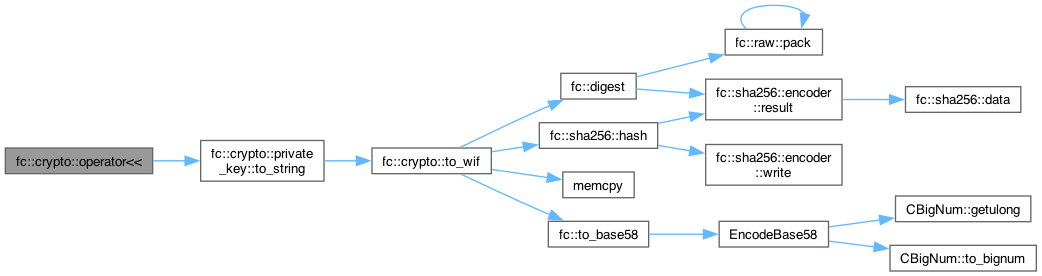 fc::crypto::operator<<
fc::crypto::private
_key::to_string
fc::crypto::to_wif
fc::digest
fc::raw::pack
fc::sha256::encoder
::result
fc::sha256::data
fc::sha256::hash
fc::sha256::encoder
::write
memcpy
fc::to_base58
EncodeBase58
CBigNum::getulong
CBigNum::to_bignum